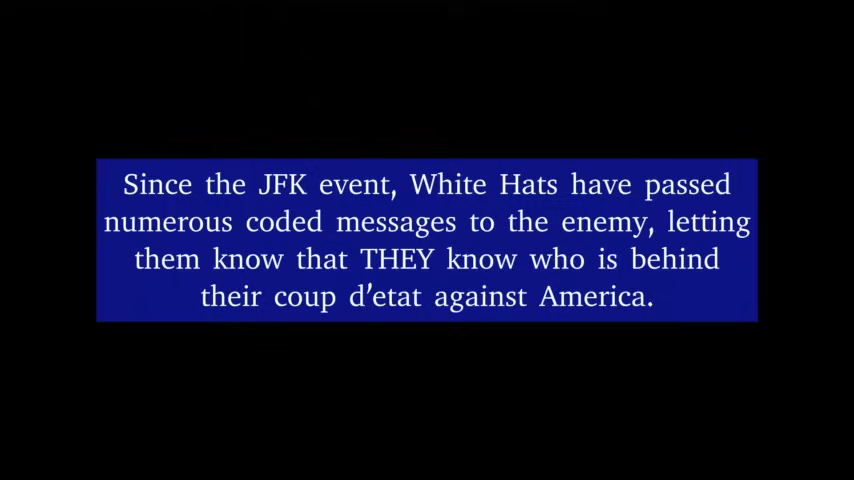 Since the JFK event, White Hats have passed
numerous coded messages to the enemy, letting
them know that THEY know who is behind
their coup d'etat against America.